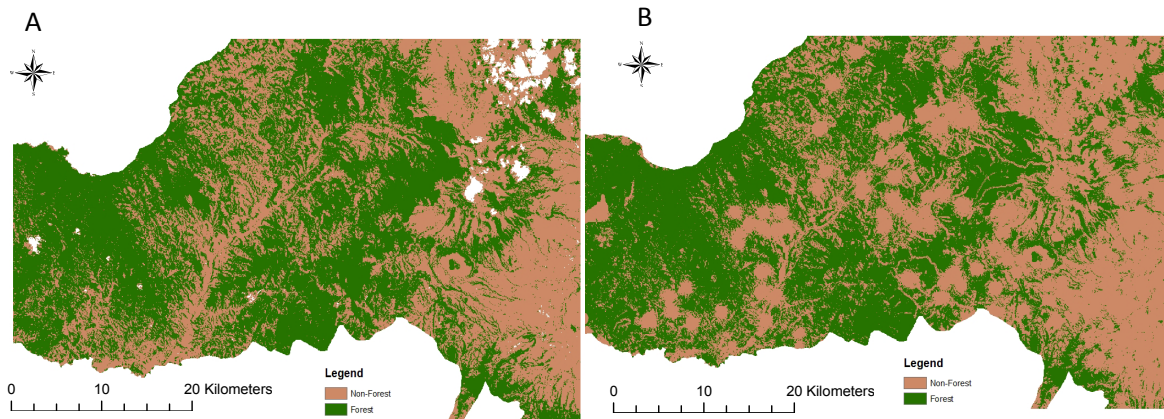 A
N
W E
S
0 10 20 Kilometers
Legend
Non-Forest
Forest
B
N
W E
S
0 10 20 Kilometers
Legend
Non-Forest
Forest